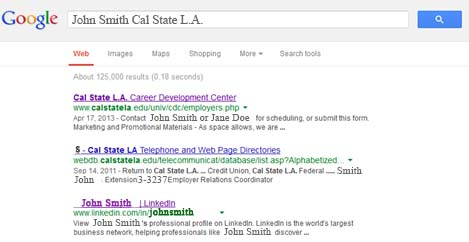 Google John Smith Cal State L.A.
Web Images Maps Shopping More Search tools
About 125,000 results (0.18 seconds)
Cal State L.A. Career Development Center
www.calstatela.edu/univ/cdc/employers.php
Apr 17, 2013 - Contact John Smith or Jane Doe for scheduling, or submit this form.
Marketing and Promotional Materials - As space allows, we are ...
S - Cal State LA Telephone and Web Page Directories
webdb.calstatela.edu/telecommunicat/database/list.asp?Alphabetized...
Sep 14, 2011 - Return to Cal State L.A. ... Credit Union, Cal State L.A. Federal ..... Smith
John . Extension 3-3237Employer Relations Coordinator
John Smith | LinkedIn
www.linkedin.com/in/johnsmith
View John Smith's professional profile on LinkedIn. LinkedIn is the world's largest
business network, helping professionals like John Smith discover ...